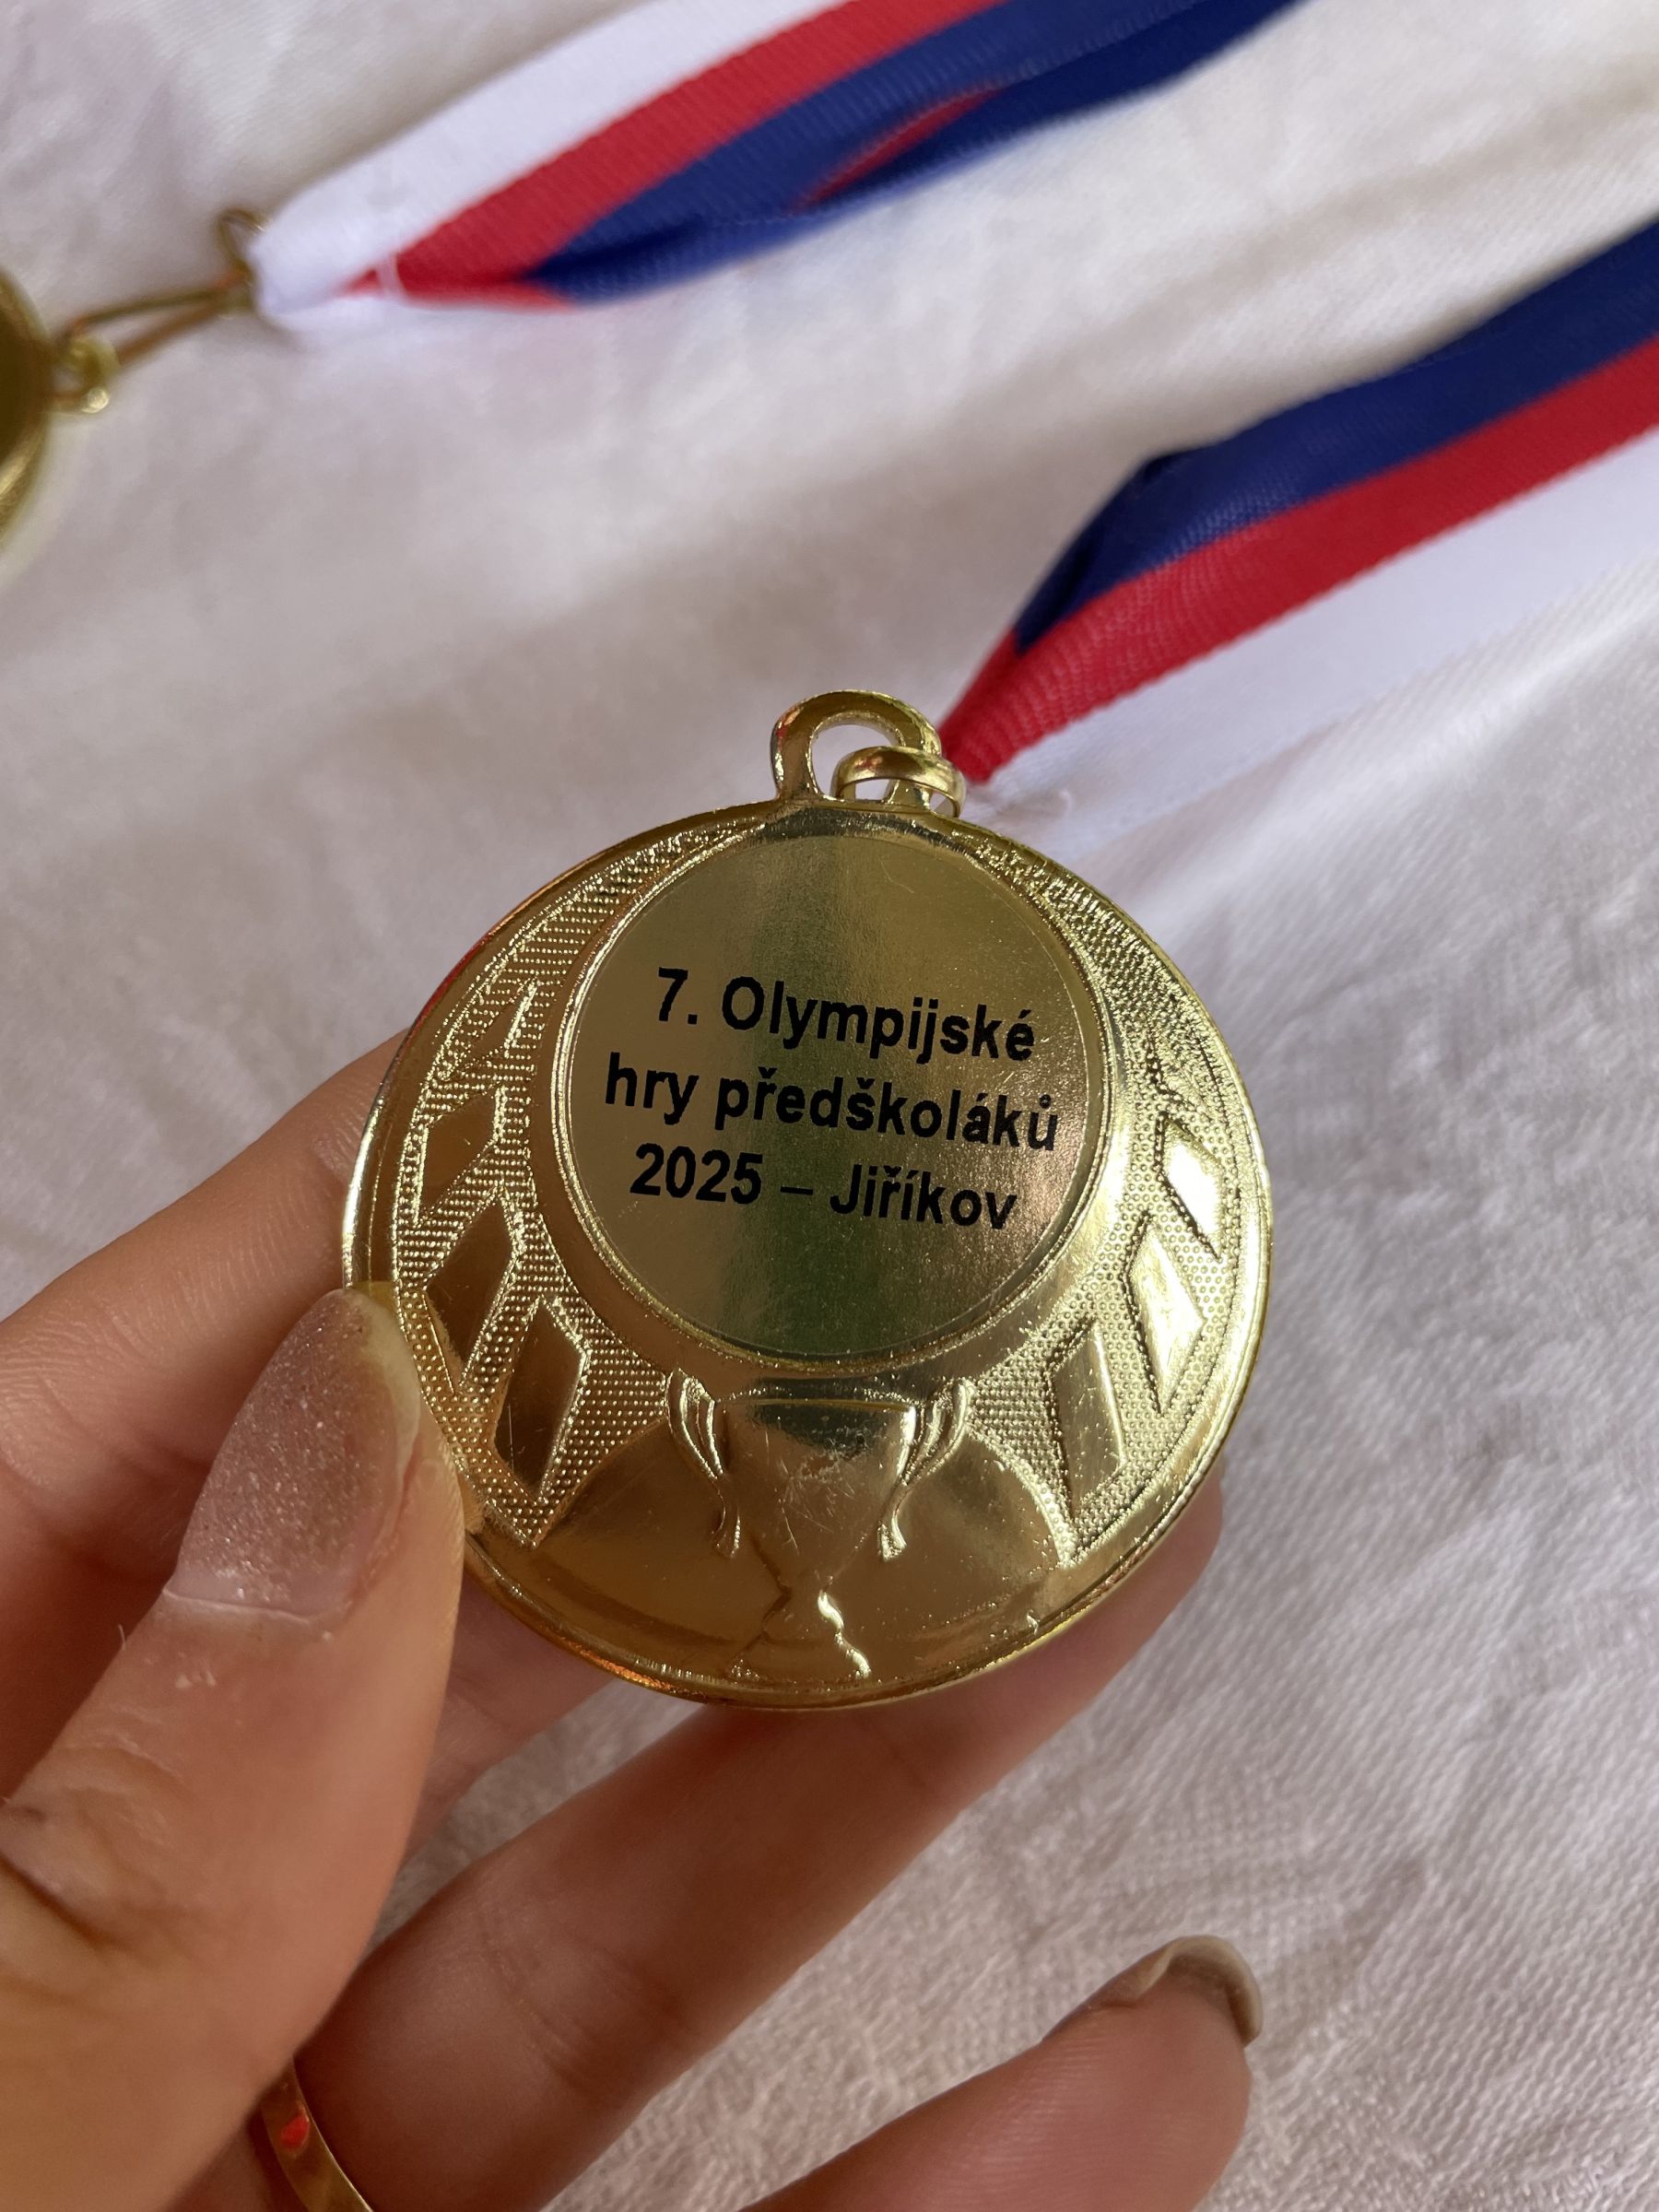 7. Olympijské
hry předškoláků
2025 – Jiříkov